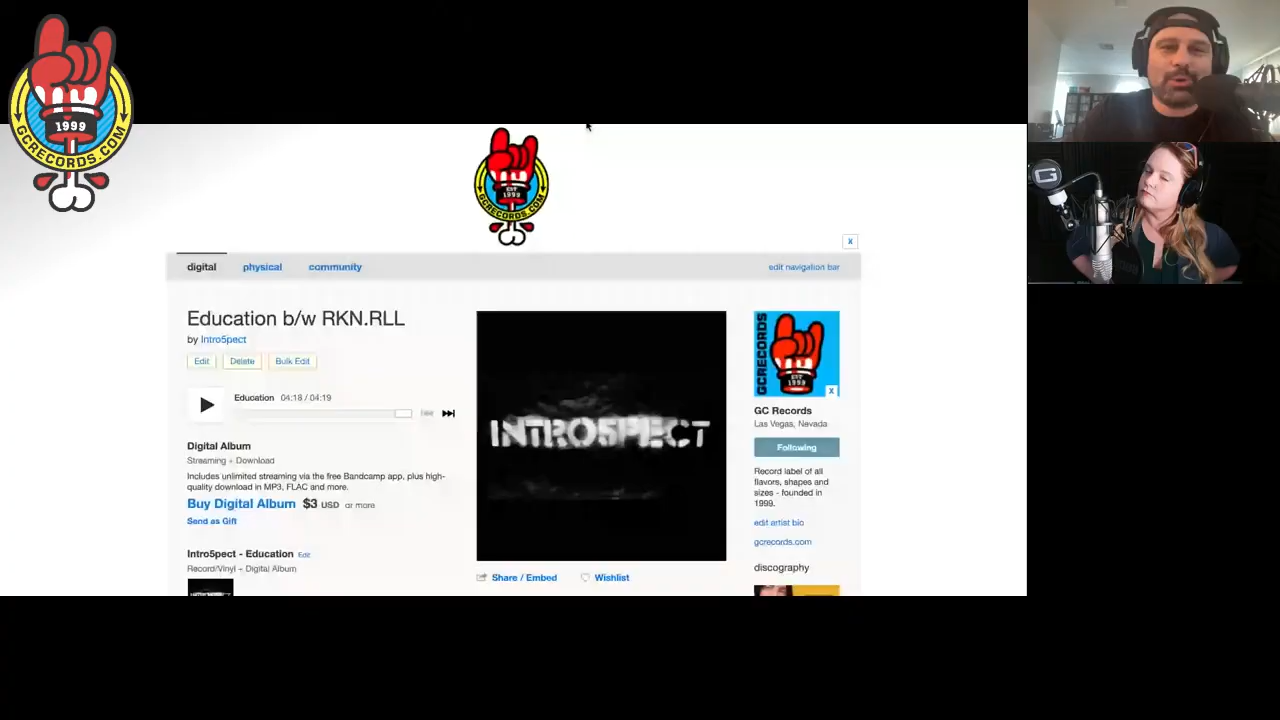 1999
GCRECORDS.COM
EST
1999
GCRECORDS.COM
X
digital physical community edit navigation bar
Education b/w RKN.RLL
by Intro5pect
Edit Delete Bulk Edit
Education 04:18 / 04:19
Digital Album
Streaming + Download
Includes unlimited streaming via the free Bandcamp app, plus high-
quality download in MP3, FLAC and more.
Buy Digital Album $3 USD or more
Send as Gift
Intro5pect - Education Edit
Record/Vinyl + Digital Album
INTRO5PECT
Share / Embed Wishlist
GCRECORDS
EST
1999
X
GC Records
Las Vegas, Nevada
Following
Record label of all
flavors, shapes and
sizes - founded in
1999.
edit artist bio
gcrecords.com
discography
G